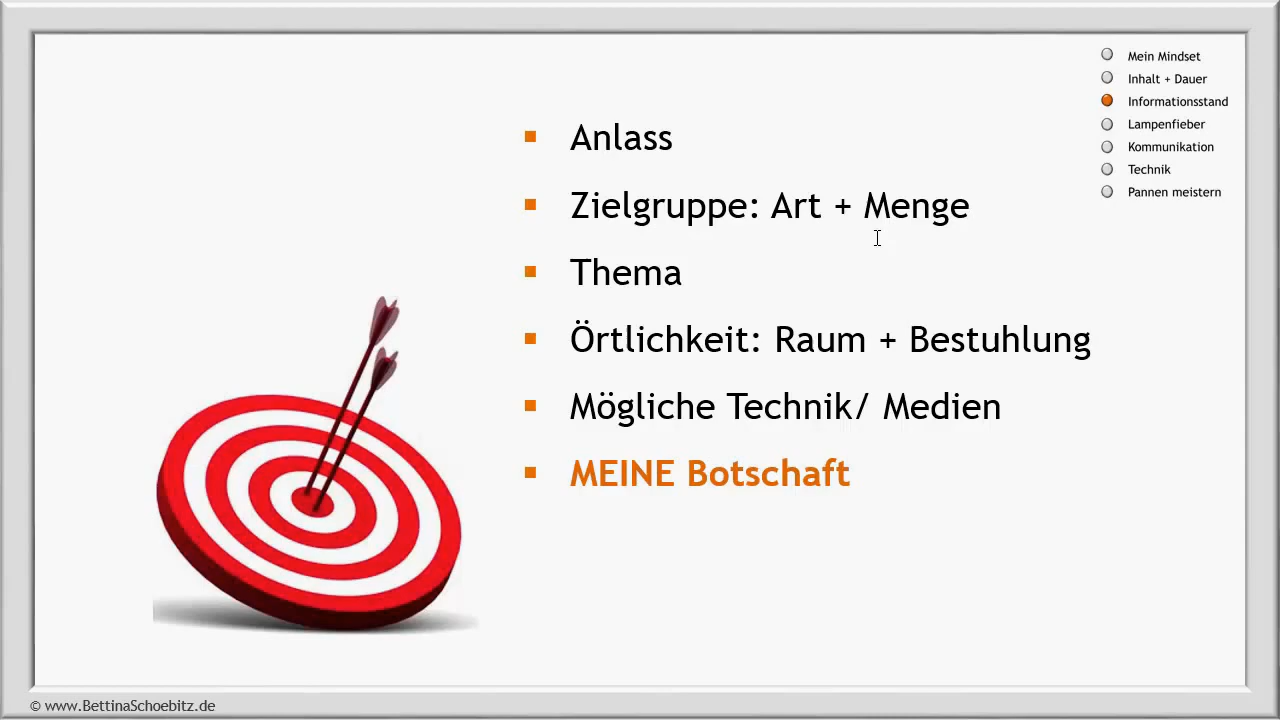 Mein Mindset
Inhalt + Dauer
Informationsstand
Lampenfieber
Kommunikation
Technik
Pannen meistern
Anlass
Zielgruppe: Art + Menge
Thema
Örtlichkeit: Raum + Bestuhlung
Mögliche Technik/ Medien
MEINE Botschaft
© www.BettinaSchoebitz.de